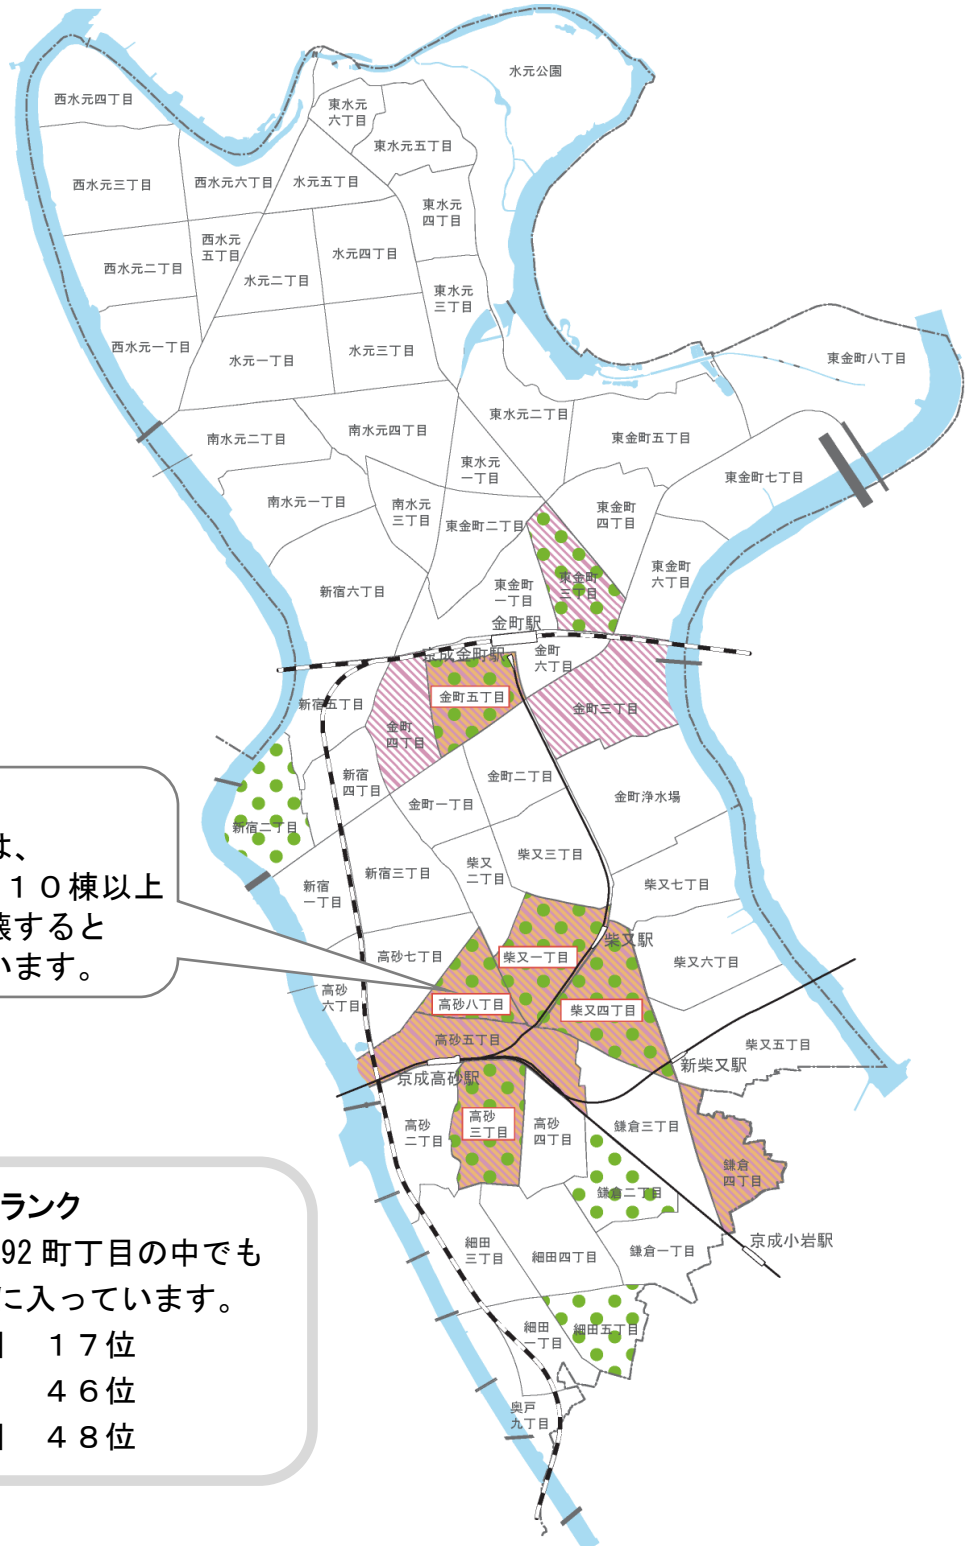 水元公園
西水元四丁目
東水元
六丁目
東水元五丁目
西水元三丁目
西水元六丁目
水元五丁目
東水元
四丁目
西水元
五丁目
水元四丁目
西水元二丁目
水元二丁目
東水元
三丁目
西水元一丁目
水元一丁目
水元三丁目
東金町八丁目
東水元二丁目
南水元二丁目
南水元四丁目
東金町五丁目
東水元
一丁目
東金町七丁目
南水元一丁目
南水元
三丁目
東金町二丁目
東金町
四丁目
東金町
六丁目
新宿六丁目
東金町
一丁目
東金町
三丁目
金町駅
京成金町駅
金町
六丁目
新宿五丁目
金町五丁目
金町三丁目
金町
四丁目
新宿
四丁目
金町二丁目
金町浄水場
金町一丁目
新宿二丁目
は、
１０棟以上
壊すると
います。
新宿
一丁目
新宿三丁目
柴又
二丁目
柴又三丁目
柴又七丁目
高砂七丁目
柴又一丁目
柴又駅
柴又六丁目
高砂
六丁目
高砂八丁目
柴又四丁目
高砂五丁目
柴又五丁目
新柴又駅
京成高砂駅
高砂
二丁目
高砂
三丁目
高砂
四丁目
鎌倉三丁目
鎌倉
四丁目
鎌倉二丁目
ランク
92 町丁目の中でも
に入っています。
１７位
４６位
４８位
細田
三丁目
細田四丁目
鎌倉一丁目
京成小岩駅
細田
一丁目
細田五丁目
奥戸
九丁目